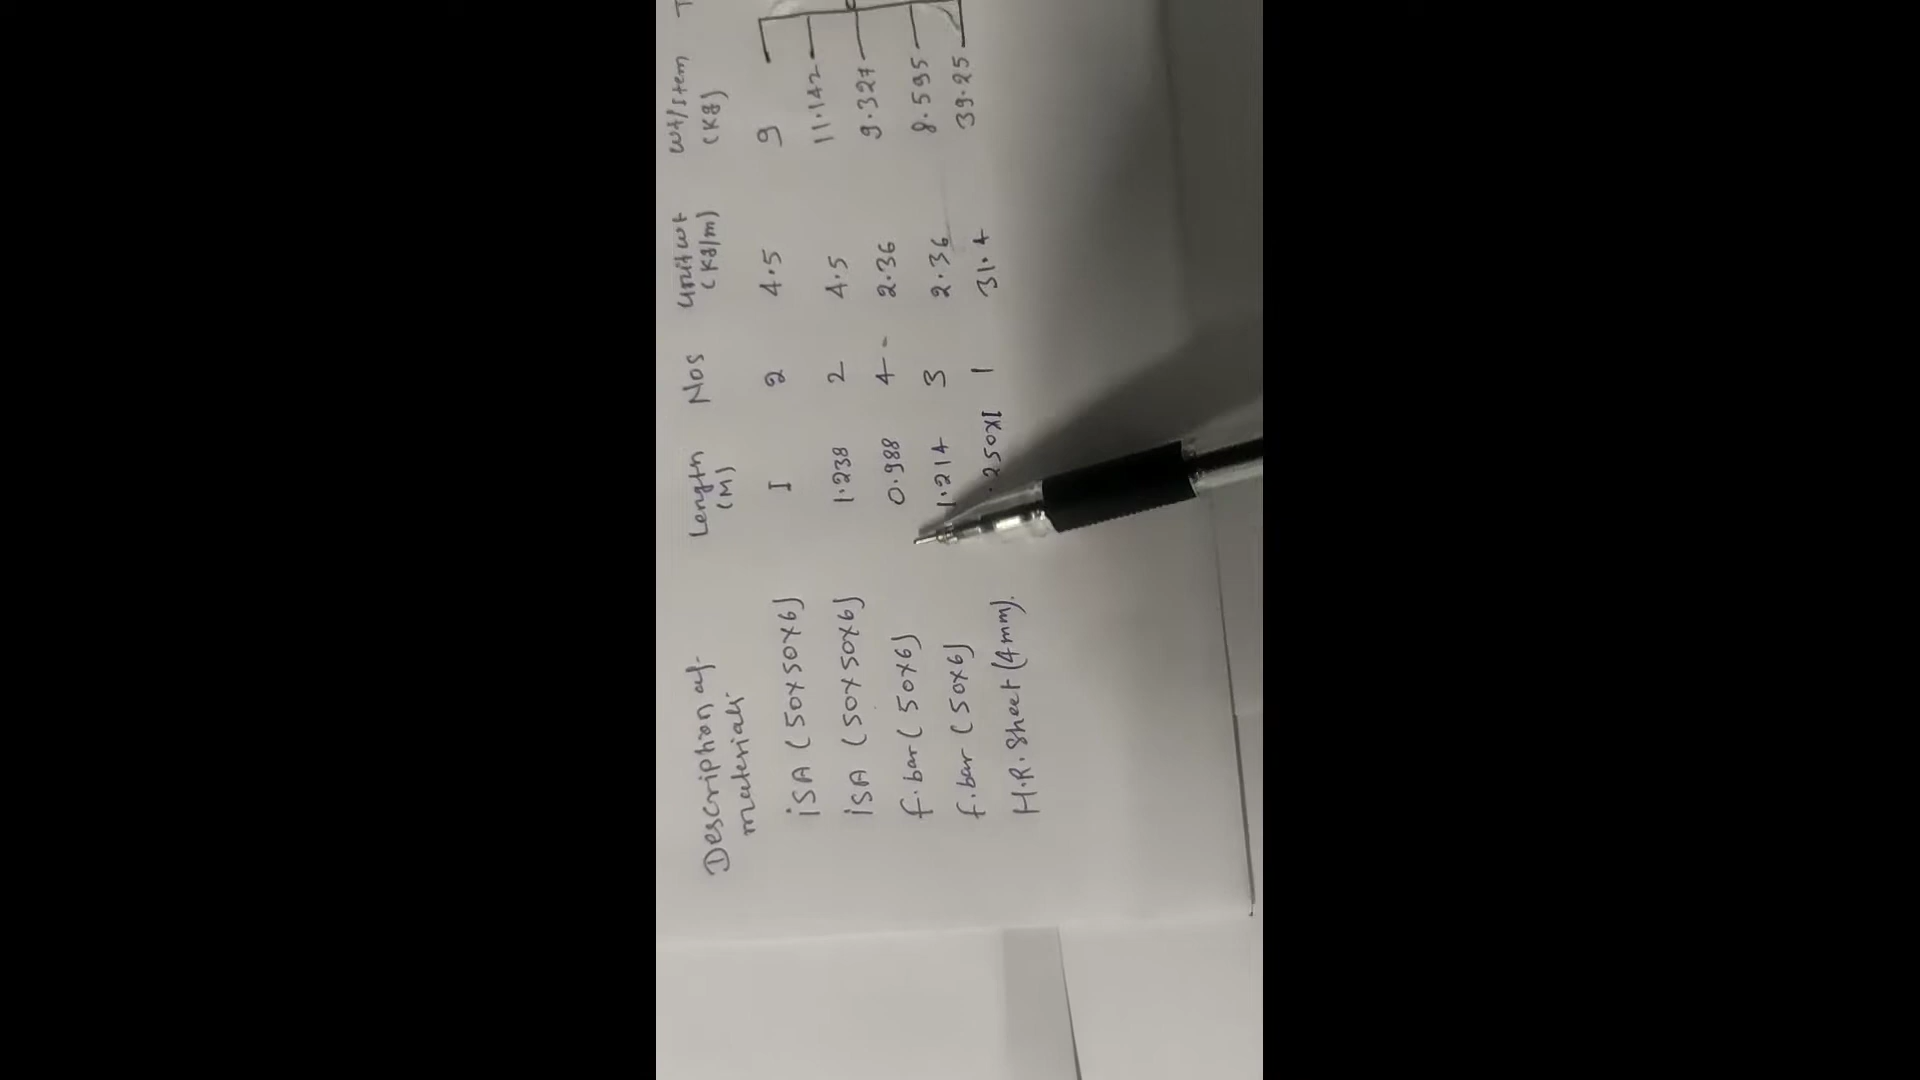 Description of Length Nos Unit wt wt/item T
materials (M) (Kg/m) (Kg)
ISA (50x50x6) 1 2 4.5 9
ISA (50x50x6) 1.238 2 4.5 11.142
f.bar (50x6) 0.988 4 2.36 9.327
f.bar (50x6) 1.214 3 2.36 8.595
H.R. Sheet (4mm). .250x1 1 31.4 39.25